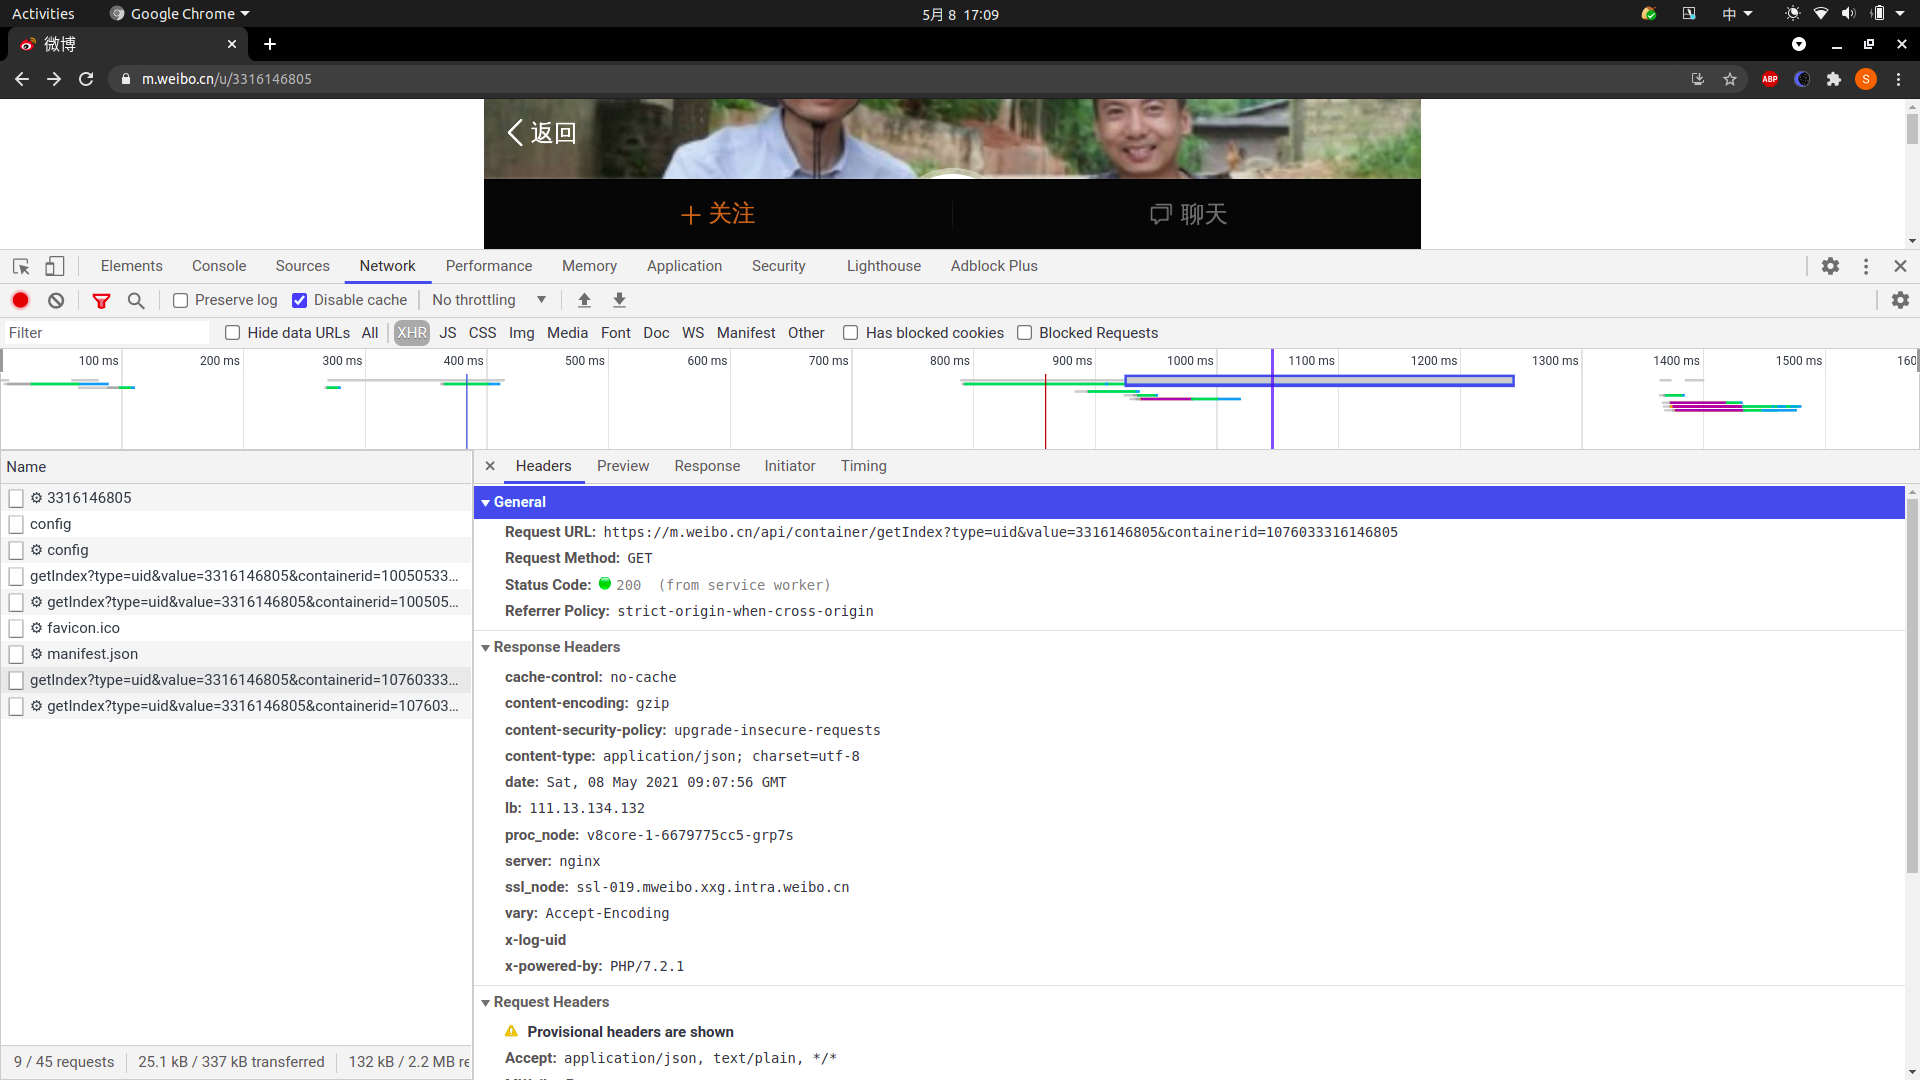 Activities
Google Chrome
5月 8 17:09
中
微博
m.weibo.cn/u/3316146805
ABP
S
返回
+ 关注
聊天
Elements
Console
Sources
Network
Performance
Memory
Application
Security
Lighthouse
Adblock Plus
Preserve log
Disable cache
No throttling
Filter
Hide data URLs
All
XHR
JS
CSS
Img
Media
Font
Doc
WS
Manifest
Other
Has blocked cookies
Blocked Requests
100 ms
200 ms
300 ms
400 ms
500 ms
600 ms
700 ms
800 ms
900 ms
1000 ms
1100 ms
1200 ms
1300 ms
1400 ms
1500 ms
160
Name
3316146805
config
config
getIndex?type=uid&value=3316146805&containerid=10050533...
getIndex?type=uid&value=3316146805&containerid=100505...
favicon.ico
manifest.json
getIndex?type=uid&value=3316146805&containerid=10760333...
getIndex?type=uid&value=3316146805&containerid=107603...
9 / 45 requests
25.1 kB / 337 kB transferred
132 kB / 2.2 MB re
Headers
Preview
Response
Initiator
Timing
General
Request URL: https://m.weibo.cn/api/container/getIndex?type=uid&value=3316146805&containerid=1076033316146805
Request Method: GET
Status Code: 200 (from service worker)
Referrer Policy: strict-origin-when-cross-origin
Response Headers
cache-control: no-cache
content-encoding: gzip
content-security-policy: upgrade-insecure-requests
content-type: application/json; charset=utf-8
date: Sat, 08 May 2021 09:07:56 GMT
lb: 111.13.134.132
proc_node: v8core-1-6679775cc5-grp7s
server: nginx
ssl_node: ssl-019.mweibo.xxg.intra.weibo.cn
vary: Accept-Encoding
x-log-uid
x-powered-by: PHP/7.2.1
Request Headers
Provisional headers are shown
Accept: application/json, text/plain, */*